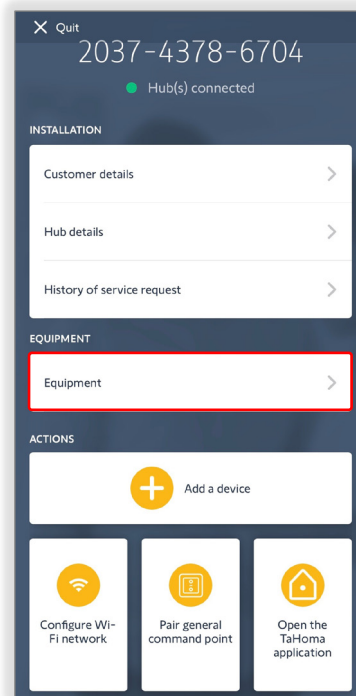 Quit
2037-4378-6704
Hub(s) connected
INSTALLATION
Customer details
Hub details
History of service request
EQUIPMENT
Equipment
ACTIONS
Add a device
Configure Wi-
Fi network
Pair general
command point
Open the
TaHoma
application